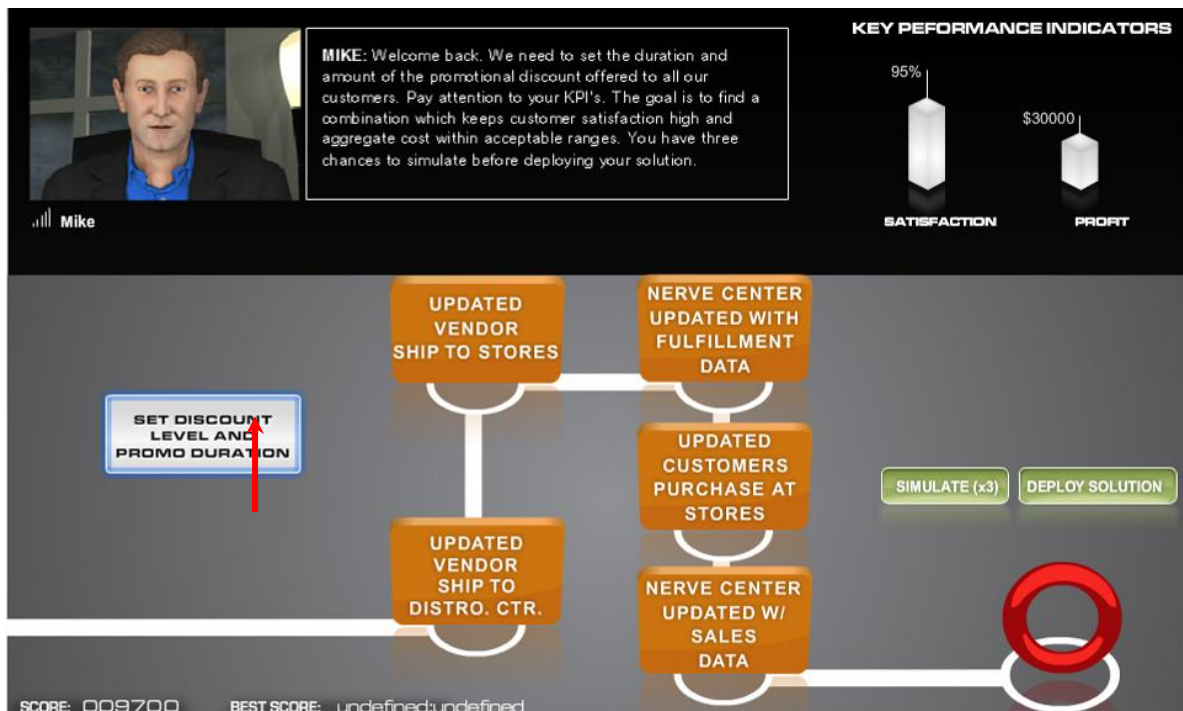 KEY PEFORMANCE INDICATORS
MIKE: Welcome back. We need to set the duration and
amount of the promotional discount offered to all our
customers. Pay attention to your KPI's. The goal is to find a
combination which keeps customer satisfaction high and
aggregate cost within acceptable ranges. You have three
chances to simulate before deploying your solution.
95%
$30000
SATISFACTION
PROFIT
Mike
UPDATED
VENDOR
SHIP TO STORES
NERVE CENTER
UPDATED WITH
FULFILLMENT
DATA
SET DISCOUNT
LEVEL AND
PROMO DURATION
UPDATED
CUSTOMERS
PURCHASE AT
STORES
SIMULATE (x3)
DEPLOY SOLUTION
UPDATED
VENDOR
SHIP TO
DISTRO. CTR.
NERVE CENTER
UPDATED W/
SALES
DATA
SCORE: 009700
BEST SCORE: undefined:undefined